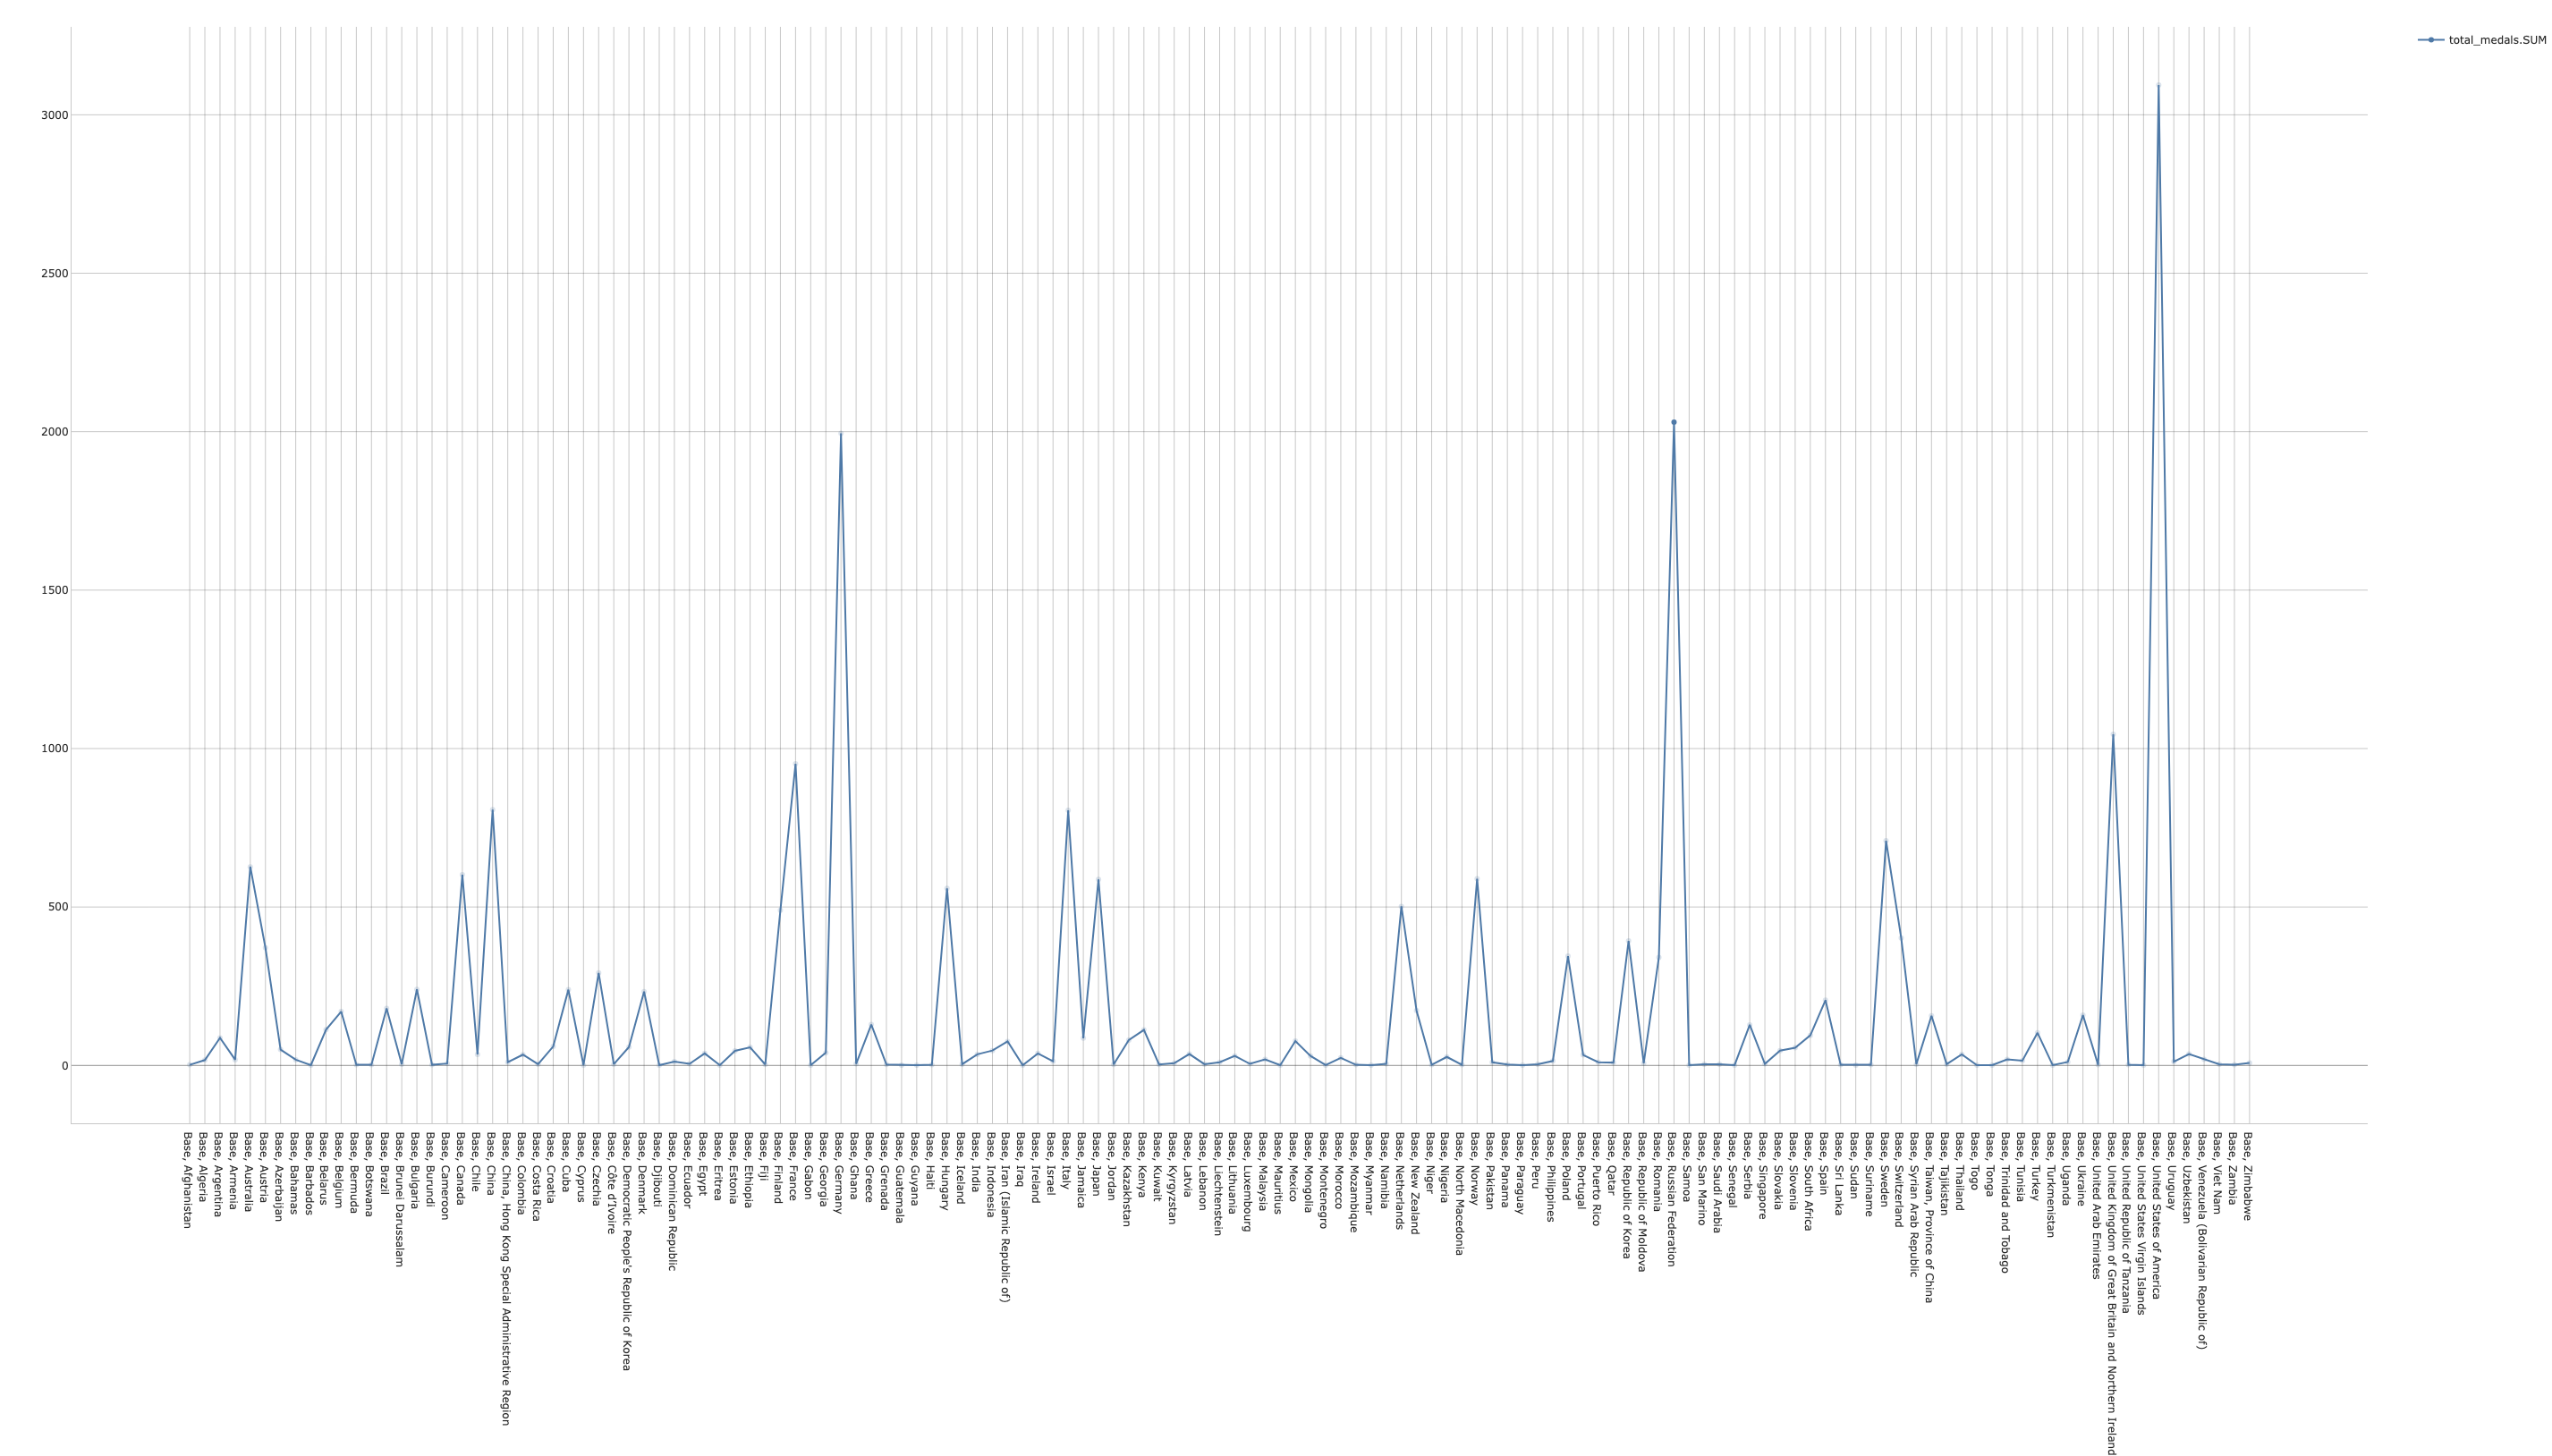 total_medals.SUM
3000
2500
2000
1500
1000
500
0
Base, Afghanistan
Base, Algeria
Base, Argentina
Base, Armenia
Base, Australia
Base, Austria
Base, Azerbaijan
Base, Bahamas
Base, Barbados
Base, Belarus
Base, Belgium
Base, Bermuda
Base, Botswana
Base, Brazil
Base, Brunei Darussalam
Base, Bulgaria
Base, Burundi
Base, Cameroon
Base, Canada
Base, Chile
Base, China
Base, China, Hong Kong Special Administrative Region
Base, Colombia
Base, Costa Rica
Base, Croatia
Base, Cuba
Base, Cyprus
Base, Czechia
Base, Côte d'Ivoire
Base, Democratic People's Republic of Korea
Base, Denmark
Base, Djibouti
Base, Dominican Republic
Base, Ecuador
Base, Egypt
Base, Eritrea
Base, Estonia
Base, Ethiopia
Base, Fiji
Base, Finland
Base, France
Base, Gabon
Base, Georgia
Base, Germany
Base, Ghana
Base, Greece
Base, Grenada
Base, Guatemala
Base, Guyana
Base, Haiti
Base, Hungary
Base, Iceland
Base, India
Base, Indonesia
Base, Iran (Islamic Republic of)
Base, Iraq
Base, Ireland
Base, Israel
Base, Italy
Base, Jamaica
Base, Japan
Base, Jordan
Base, Kazakhstan
Base, Kenya
Base, Kuwait
Base, Kyrgyzstan
Base, Latvia
Base, Lebanon
Base, Liechtenstein
Base, Lithuania
Base, Luxembourg
Base, Malaysia
Base, Mauritius
Base, Mexico
Base, Mongolia
Base, Montenegro
Base, Morocco
Base, Mozambique
Base, Myanmar
Base, Namibia
Base, Netherlands
Base, New Zealand
Base, Niger
Base, Nigeria
Base, North Macedonia
Base, Norway
Base, Pakistan
Base, Panama
Base, Paraguay
Base, Peru
Base, Philippines
Base, Poland
Base, Portugal
Base, Puerto Rico
Base, Qatar
Base, Republic of Korea
Base, Republic of Moldova
Base, Romania
Base, Russian Federation
Base, Samoa
Base, San Marino
Base, Saudi Arabia
Base, Senegal
Base, Serbia
Base, Singapore
Base, Slovakia
Base, Slovenia
Base, South Africa
Base, Spain
Base, Sri Lanka
Base, Sudan
Base, Suriname
Base, Sweden
Base, Switzerland
Base, Syrian Arab Republic
Base, Taiwan, Province of China
Base, Tajikistan
Base, Thailand
Base, Togo
Base, Tonga
Base, Trinidad and Tobago
Base, Tunisia
Base, Turkey
Base, Turkmenistan
Base, Uganda
Base, Ukraine
Base, United Arab Emirates
Base, United Kingdom of Great Britain and Northern Ireland
Base, United Republic of Tanzania
Base, United States Virgin Islands
Base, United States of America
Base, Uruguay
Base, Uzbekistan
Base, Venezuela (Bolivarian Republic of)
Base, Viet Nam
Base, Zambia
Base, Zimbabwe